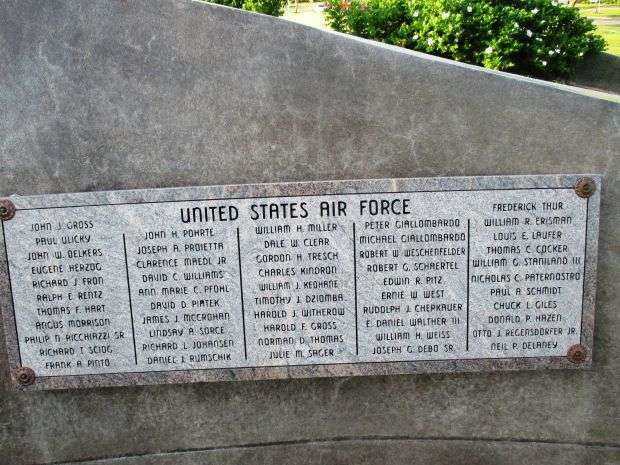 UNITED STATES AIR FORCE
JOHN J. GROSS
PAUL ULICKY
JOHN W. OELKERS
EUGENE HERZOG
RICHARD J. FRON
RALPH E. RENTZ
THOMAS F. HART
ANGUS MORRISON
PHILIP N. RICCHIAZZI SR.
RICHARD T. SCIOG
FRANK A. PINTO
JOHN H. POHRTE
JOSEPH A. PROIETTA
CLARENCE MAEDL JR
DAVID C. WILLIAMS
ANN MARIE C. PFOHL
DAVID D. PIATEK
JAMES J. MCCROHAN
LINDSAY A. SORCE
RICHARD L. JOHANSEN
DANIEL J. RUMSCHIK
WILLIAM H. MILLER
DALE W. CLEAR
GORDON H. TRESCH
CHARLES KINDRON
WILLIAM J. KEOHANE
TIMOTHY J. DZIOMBA
HAROLD J. WITHEROW
HAROLD F. GROSS
NORMAN D. THOMAS
JULIE M. SAGER
PETER GIALLOMBARDO
MICHAEL GIALLOMBARDO
ROBERT W. WESCHENFELDER
ROBERT G. SCHAERTEL
EDWIN R. PITZ
ERNIE W. WEST
RUDOLPH J. CHERKAUER
E. DANIEL WALTHER III
WILLIAM H. WEISS
JOSEPH G. DEBO SR.
FREDERICK THUR
WILLIAM R. ERISMAN
LOUIS E. LAUFER
THOMAS C. COCKER
WILLIAM G. STANILAND III
NICHOLAS C. PATERNOSTRO
PAUL A. SCHMIDT
CHUCK L. GILES
DONALD P. HAZEN
OTTO J. REGENSDORFER JR.
NEIL P. DELANEY